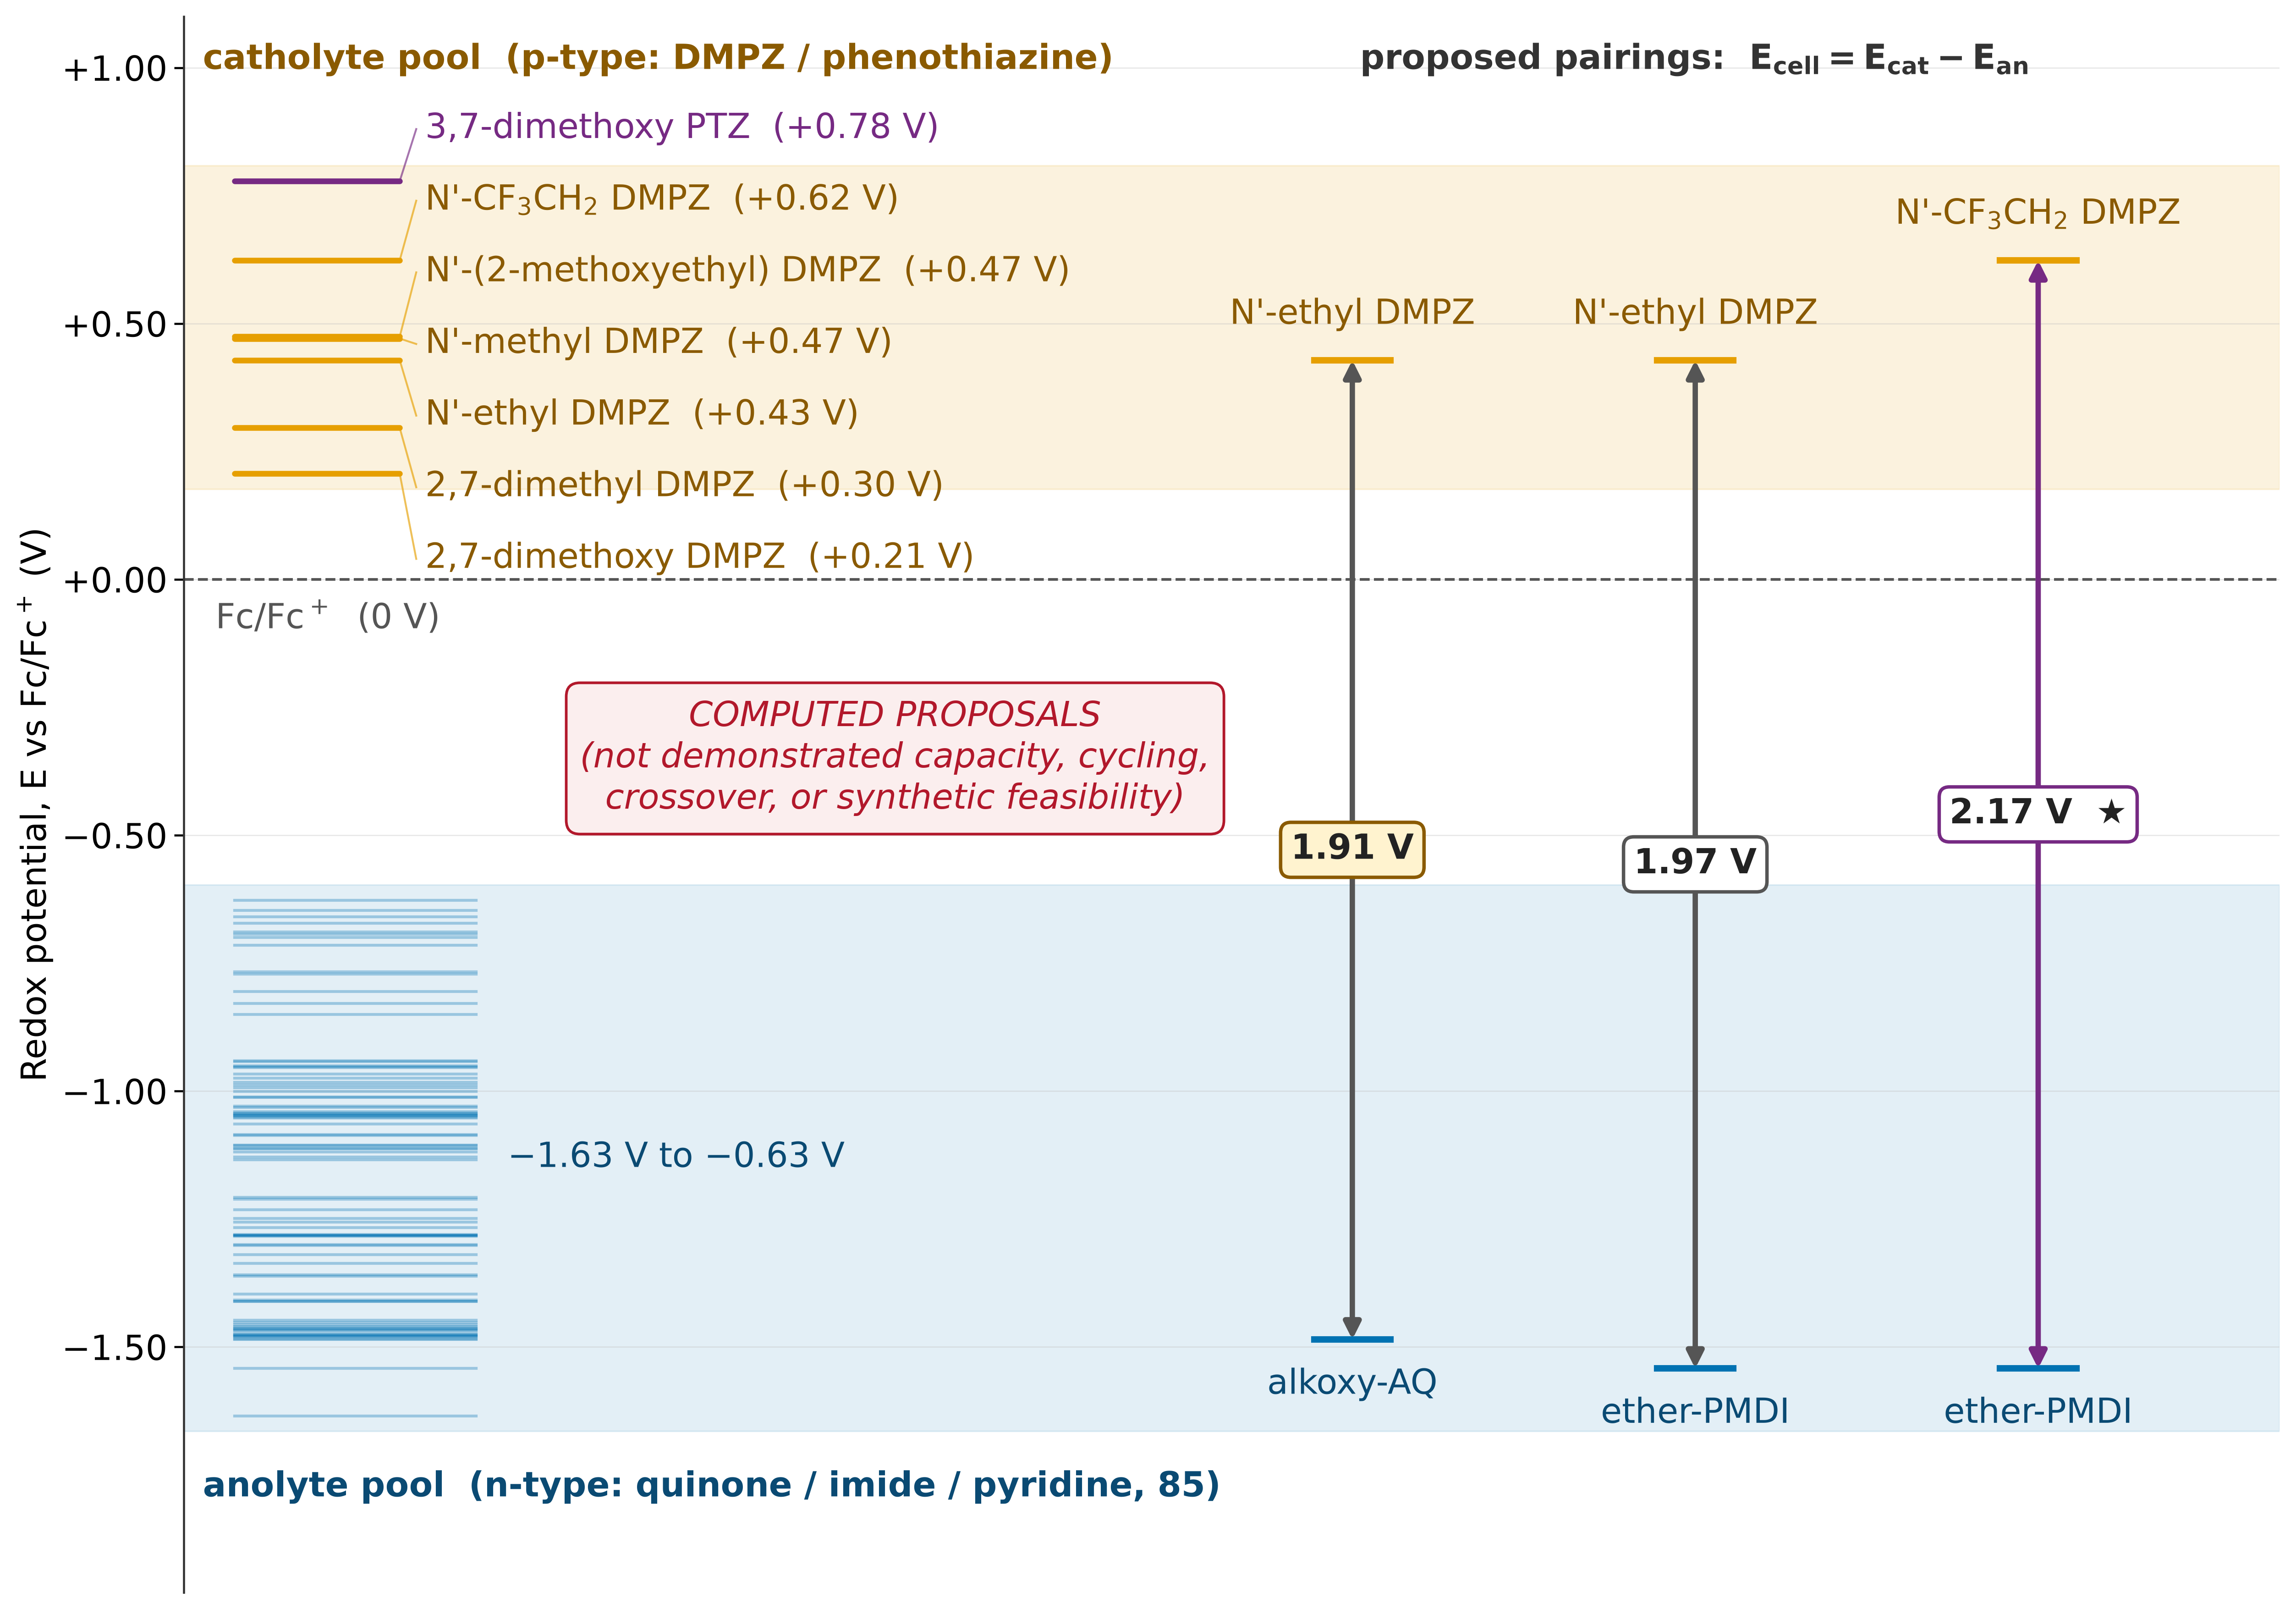 catholyte pool (p-type: DMPZ / phenothiazine)
proposed pairings: E_cell = E_cat − E_an
+1.00
3,7-dimethoxy PTZ (+0.78 V)
N'-CF₃CH₂ DMPZ (+0.62 V)
N'-CF₃CH₂ DMPZ
N'-(2-methoxyethyl) DMPZ (+0.47 V)
N'-ethyl DMPZ
N'-ethyl DMPZ
+0.50
N'-methyl DMPZ (+0.47 V)
N'-ethyl DMPZ (+0.43 V)
2,7-dimethyl DMPZ (+0.30 V)
2,7-dimethoxy DMPZ (+0.21 V)
+0.00
Fc/Fc⁺ (0 V)
Redox potential, E vs Fc/Fc⁺ (V)
COMPUTED PROPOSALS
(not demonstrated capacity, cycling,
crossover, or synthetic feasibility)
−0.50
1.91 V
1.97 V
2.17 V ★
−1.00
−1.63 V to −0.63 V
−1.50
alkoxy-AQ
ether-PMDI
ether-PMDI
anolyte pool (n-type: quinone / imide / pyridine, 85)